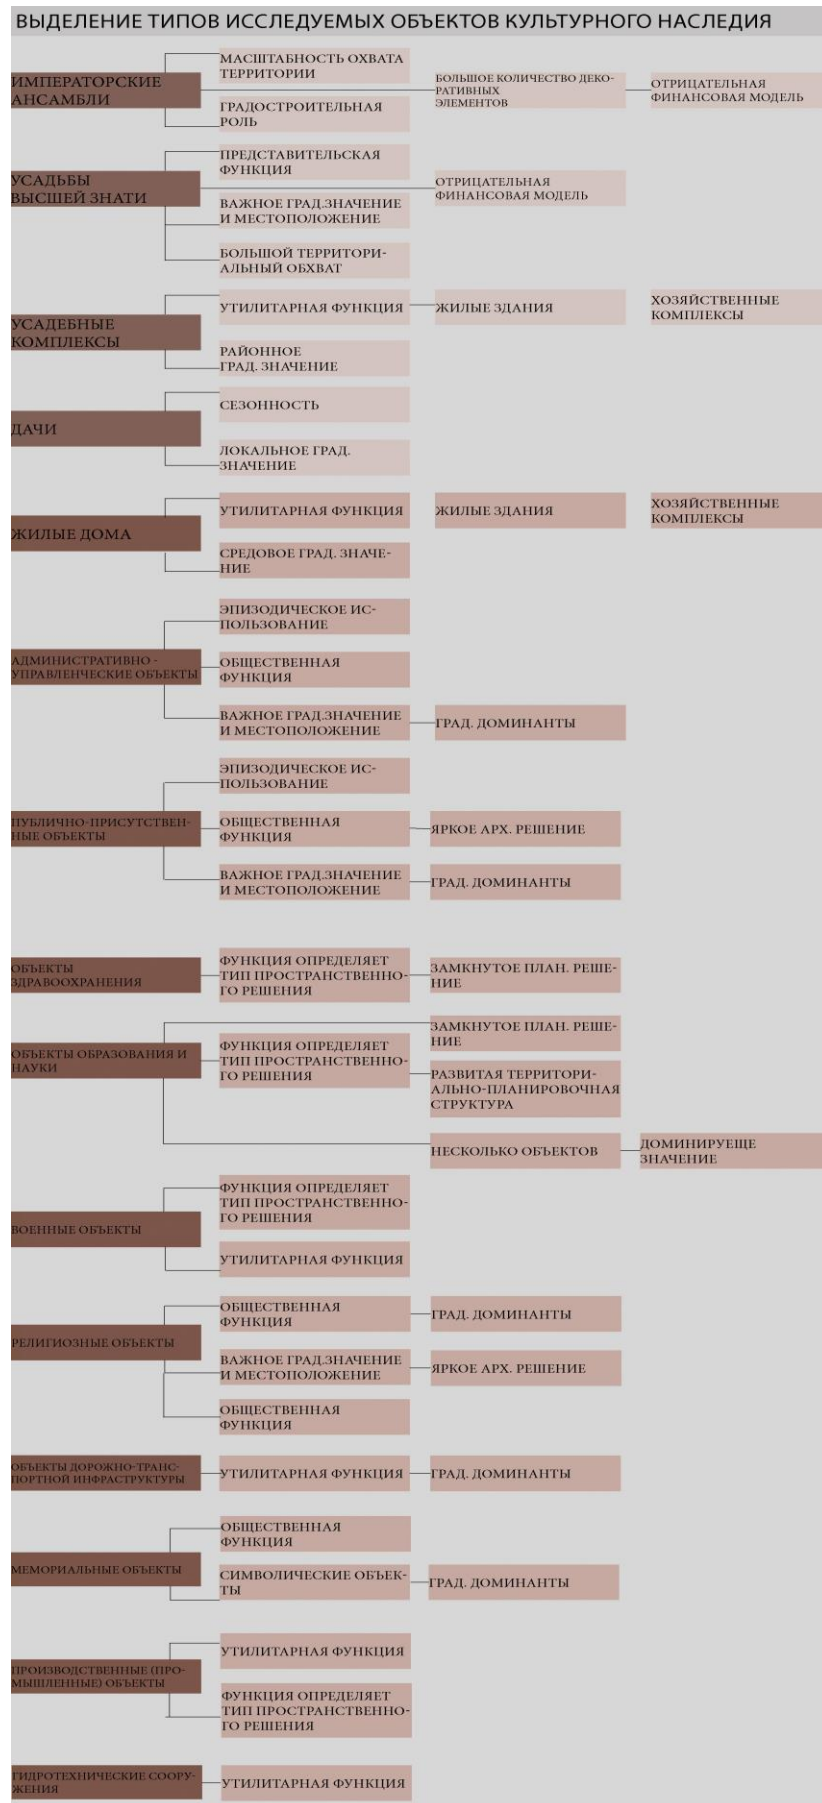 ВЫДЕЛЕНИЕ ТИПОВ ИССЛЕДУЕМЫХ ОБЪЕКТОВ КУЛЬТУРНОГО НАСЛЕДИЯ
ИМПЕРАТОРСКИЕ
АНСАМБЛИ
МАСШТАБНОСТЬ ОХВАТА
ТЕРРИТОРИИ
ГРАДОСТРОИТЕЛЬНАЯ
РОЛЬ
БОЛЬШОЕ КОЛИЧЕСТВО ДЕКО-
РАТИВНЫХ
ЭЛЕМЕНТОВ
ОТРИЦАТЕЛЬНАЯ
ФИНАНСОВАЯ МОДЕЛЬ
УСАДЬБЫ
ВЫСШЕЙ ЗНАТИ
ПРЕДСТАВИТЕЛЬСКАЯ
ФУНКЦИЯ
ВАЖНОЕ ГРАД.ЗНАЧЕНИЕ
И МЕСТОПОЛОЖЕНИЕ
БОЛЬШОЙ ТЕРРИТОРИ-
АЛЬНЫЙ ОБХВАТ
ОТРИЦАТЕЛЬНАЯ
ФИНАНСОВАЯ МОДЕЛЬ
УСАДЕБНЫЕ
КОМПЛЕКСЫ
УТИЛИТАРНАЯ ФУНКЦИЯ
ЖИЛЫЕ ЗДАНИЯ
ХОЗЯЙСТВЕННЫЕ
КОМПЛЕКСЫ
РАЙОННОЕ
ГРАД. ЗНАЧЕНИЕ
ДАЧИ
СЕЗОННОСТЬ
ЛОКАЛЬНОЕ ГРАД.
ЗНАЧЕНИЕ
ЖИЛЫЕ ДОМА
УТИЛИТАРНАЯ ФУНКЦИЯ
ЖИЛЫЕ ЗДАНИЯ
ХОЗЯЙСТВЕННЫЕ
КОМПЛЕКСЫ
СРЕДОВОЕ ГРАД. ЗНАЧЕ-
НИЕ
АДМИНИСТРАТИВНО -
УПРАВЛЕНЧЕСКИЕ ОБЪЕКТЫ
ЭПИЗОДИЧЕСКОЕ ИС-
ПОЛЬЗОВАНИЕ
ОБЩЕСТВЕННАЯ
ФУНКЦИЯ
ВАЖНОЕ ГРАД.ЗНАЧЕНИЕ
И МЕСТОПОЛОЖЕНИЕ
ГРАД. ДОМИНАНТЫ
ПУБЛИЧНО-ПРИСУТСТВЕН-
НЫЕ ОБЪЕКТЫ
ЭПИЗОДИЧЕСКОЕ ИС-
ПОЛЬЗОВАНИЕ
ОБЩЕСТВЕННАЯ
ФУНКЦИЯ
ЯРКОЕ АРХ. РЕШЕНИЕ
ВАЖНОЕ ГРАД.ЗНАЧЕНИЕ
И МЕСТОПОЛОЖЕНИЕ
ГРАД. ДОМИНАНТЫ
ОБЪЕКТЫ
ЗДРАВООХРАНЕНИЯ
ФУНКЦИЯ ОПРЕДЕЛЯЕТ
ТИП ПРОСТРАНСТВЕННО-
ГО РЕШЕНИЯ
ЗАМКНУТОЕ ПЛАН. РЕШЕ-
НИЕ
ОБЪЕКТЫ ОБРАЗОВАНИЯ И
НАУКИ
ФУНКЦИЯ ОПРЕДЕЛЯЕТ
ТИП ПРОСТРАНСТВЕННО-
ГО РЕШЕНИЯ
ЗАМКНУТОЕ ПЛАН. РЕШЕ-
НИЕ
РАЗВИТАЯ ТЕРРИТОРИ-
АЛЬНО-ПЛАНИРОВОЧНАЯ
СТРУКТУРА
НЕСКОЛЬКО ОБЪЕКТОВ
ДОМИНИРУЕЩЕ
ЗНАЧЕНИЕ
ВОЕННЫЕ ОБЪЕКТЫ
ФУНКЦИЯ ОПРЕДЕЛЯЕТ
ТИП ПРОСТРАНСТВЕННО-
ГО РЕШЕНИЯ
УТИЛИТАРНАЯ ФУНКЦИЯ
РЕЛИГИОЗНЫЕ ОБЪЕКТЫ
ОБЩЕСТВЕННАЯ
ФУНКЦИЯ
ГРАД. ДОМИНАНТЫ
ВАЖНОЕ ГРАД.ЗНАЧЕНИЕ
И МЕСТОПОЛОЖЕНИЕ
ЯРКОЕ АРХ. РЕШЕНИЕ
ОБЩЕСТВЕННАЯ
ФУНКЦИЯ
ОБЪЕКТЫ ДОРОЖНО-ТРАНС-
ПОРТНОЙ ИНФРАСТРУКТУРЫ
УТИЛИТАРНАЯ ФУНКЦИЯ
ГРАД. ДОМИНАНТЫ
МЕМОРИАЛЬНЫЕ ОБЪЕКТЫ
ОБЩЕСТВЕННАЯ
ФУНКЦИЯ
СИМВОЛИЧЕСКИЕ ОБЪЕК-
ТЫ
ГРАД. ДОМИНАНТЫ
ПРОИЗВОДСТВЕННЫЕ (ПРО-
МЫШЛЕННЫЕ) ОБЪЕКТЫ
УТИЛИТАРНАЯ ФУНКЦИЯ
ФУНКЦИЯ ОПРЕДЕЛЯЕТ
ТИП ПРОСТРАНСТВЕННО-
ГО РЕШЕНИЯ
ГИДРОТЕХНИЧЕСКИЕ СООРУ-
ЖЕНИЯ
УТИЛИТАРНАЯ ФУНКЦИЯ